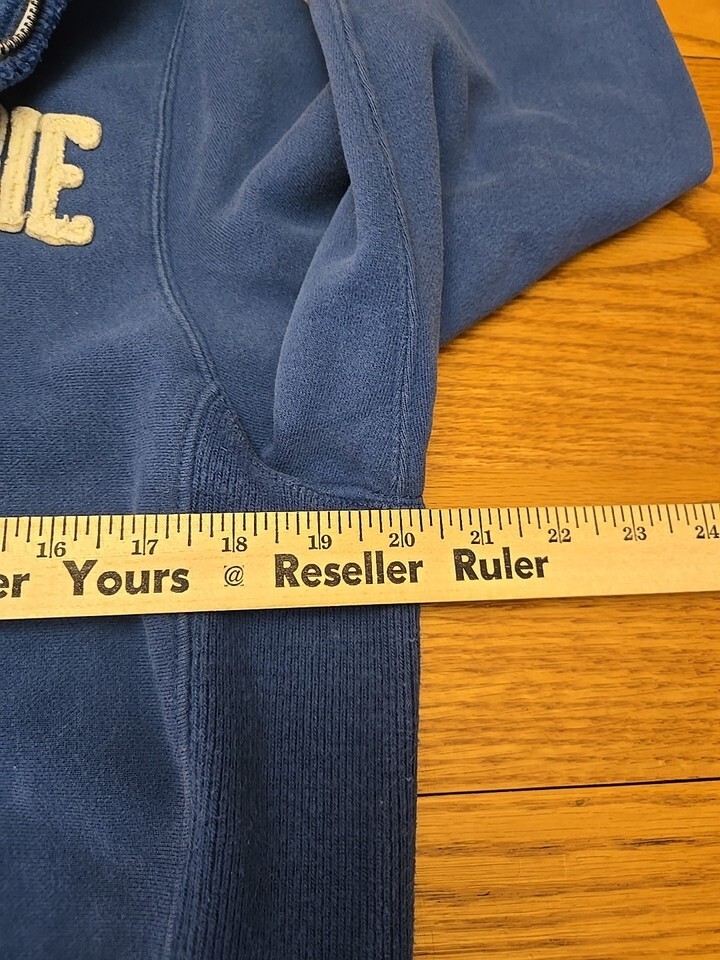 IE
16 17 18 19 20 21 22 23 24
er Yours @ Reseller Ruler